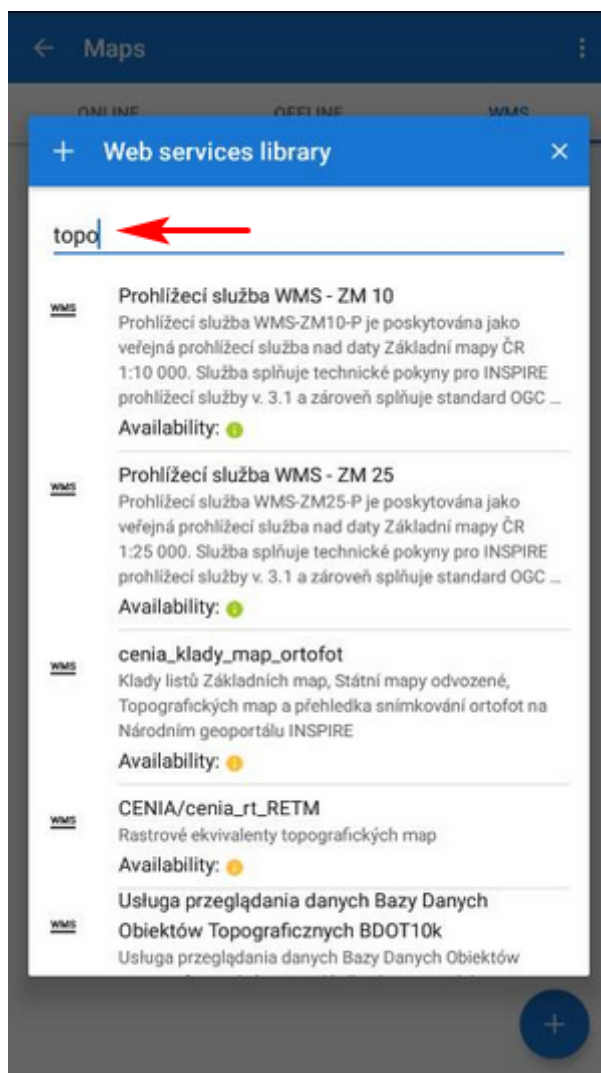 Maps
ONLINE OFFLINE WMS
Web services library
topo
WMS
Prohlížecí služba WMS - ZM 10
Prohlížecí služba WMS-ZM10-P je poskytována jako
veřejná prohlížecí služba nad daty Základní mapy ČR
1:10 000. Služba splňuje technické pokyny pro INSPIRE
prohlížecí služby v. 3.1 a zároveň splňuje standard OGC ...
Availability:
WMS
Prohlížecí služba WMS - ZM 25
Prohlížecí služba WMS-ZM25-P je poskytována jako
veřejná prohlížecí služba nad daty Základní mapy ČR
1:25 000. Služba splňuje technické pokyny pro INSPIRE
prohlížecí služby v. 3.1 a zároveň splňuje standard OGC ...
Availability:
WMS
cenia_klady_map_ortofot
Klady listů Základních map, Státní mapy odvozené,
Topografických map a přehledka snímkování ortofot na
Národním geoportálu INSPIRE
Availability:
WMS
CENIA/cenia_rt_RETM
Rastrové ekvivalenty topografických map
Availability:
WMS
Usługa przeglądania danych Bazy Danych
Obiektów Topograficznych BDOT10k
Usługa przeglądania danych Bazy Danych Obiektów